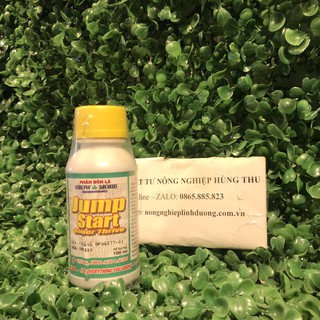 PHÂN BÓN LÁ
GROW MORE
Jump
Start
Super Thrive
100 ml
T TƯ NÔNG NGHIỆP HÙNG THU
line – ZALO: 0865.885.823
nongnghieplinhduong.com.vn